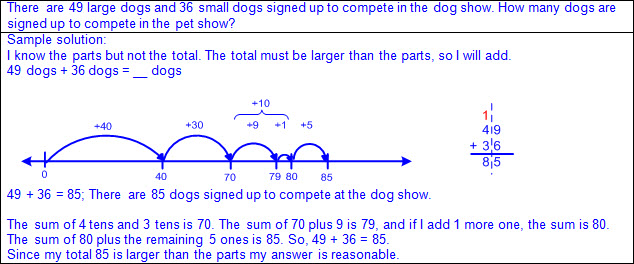 There are 49 large dogs and 36 small dogs signed up to compete in the dog show. How many dogs are
signed up to compete in the pet show?
Sample solution:
I know the parts but not the total. The total must be larger than the parts, so I will add.
49 dogs + 36 dogs = __ dogs
+10
+40 +30 +9 +1 +5
0 40 70 79 80 85
1
49
+ 36
85
49 + 36 = 85; There are 85 dogs signed up to compete at the dog show.
The sum of 4 tens and 3 tens is 70. The sum of 70 plus 9 is 79, and if I add 1 more one, the sum is 80.
The sum of 80 plus the remaining 5 ones is 85. So, 49 + 36 = 85.
Since my total 85 is larger than the parts my answer is reasonable.